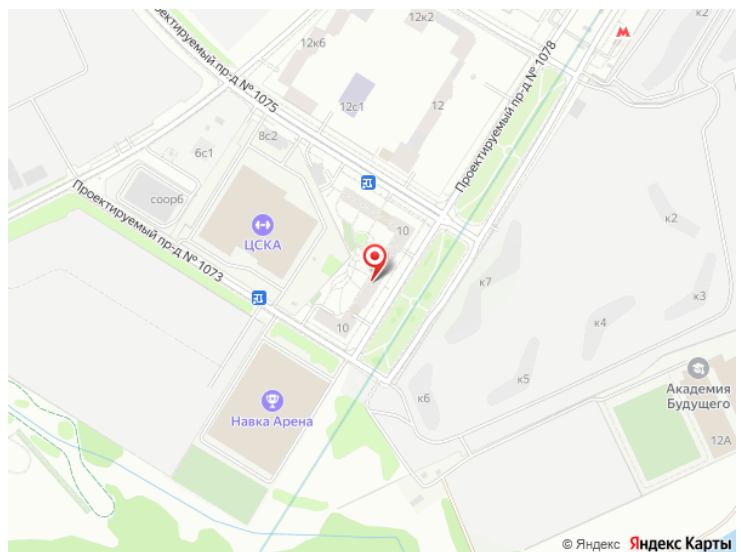 к2
12к2
12к6
Проектируемый пр-д № 1075
Проектируемый пр-д № 1078
12с1
12
8с2
6с1
соорб
Проектируемый пр-д № 1073
ЦСКА
10
к2
к7
к3
к4
10
к5
к6
Навка Арена
Академия
Будущего
12А
© Яндекс Яндекс Карты